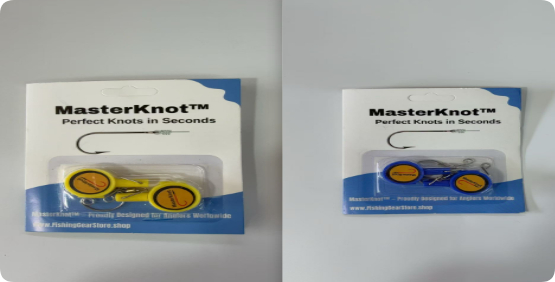 MasterKnot™
Perfect Knots in Seconds
MasterKnot™ - Proudly Designed for Anglers Worldwide
www.FishingGearStore.shop
MasterKnot™
Perfect Knots in Seconds
MasterKnot™ - Proudly Designed for Anglers Worldwide
www.FishingGearStore.shop